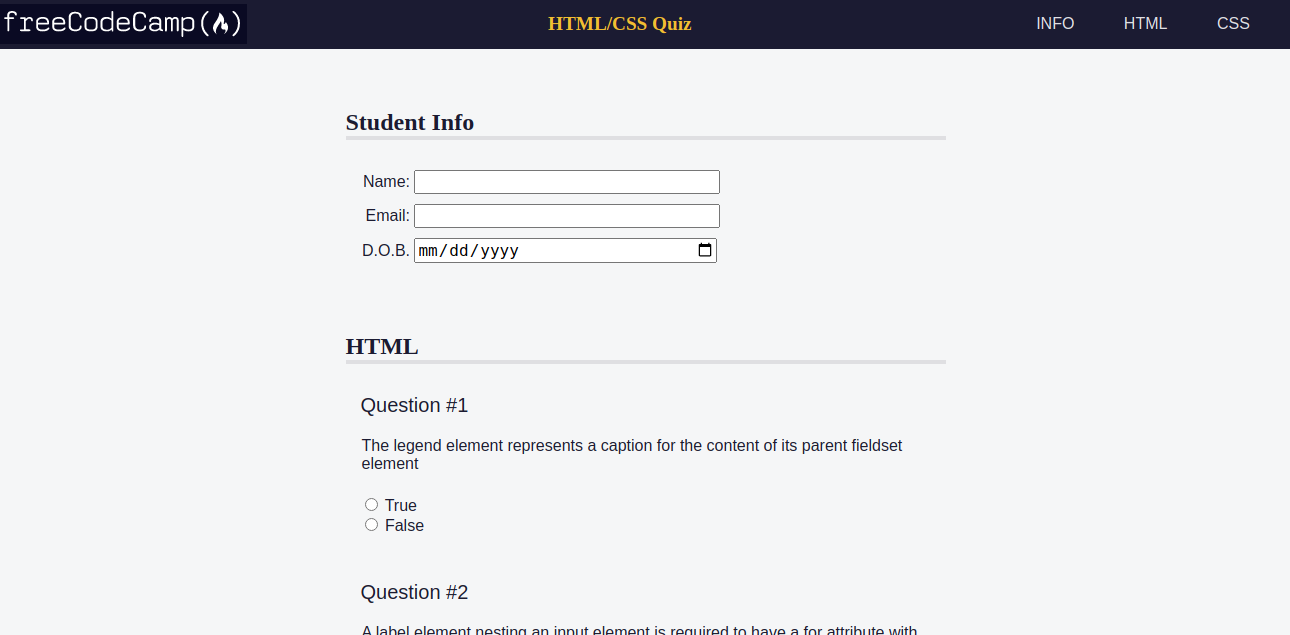 freeCodeCamp(🔥)
HTML/CSS Quiz
INFO
HTML
CSS
Student Info
Name:
Email:
D.O.B. mm/dd/yyyy
HTML
Question #1
The legend element represents a caption for the content of its parent fieldset
element
True
False
Question #2
A label element nesting an input element is required to have a for attribute with